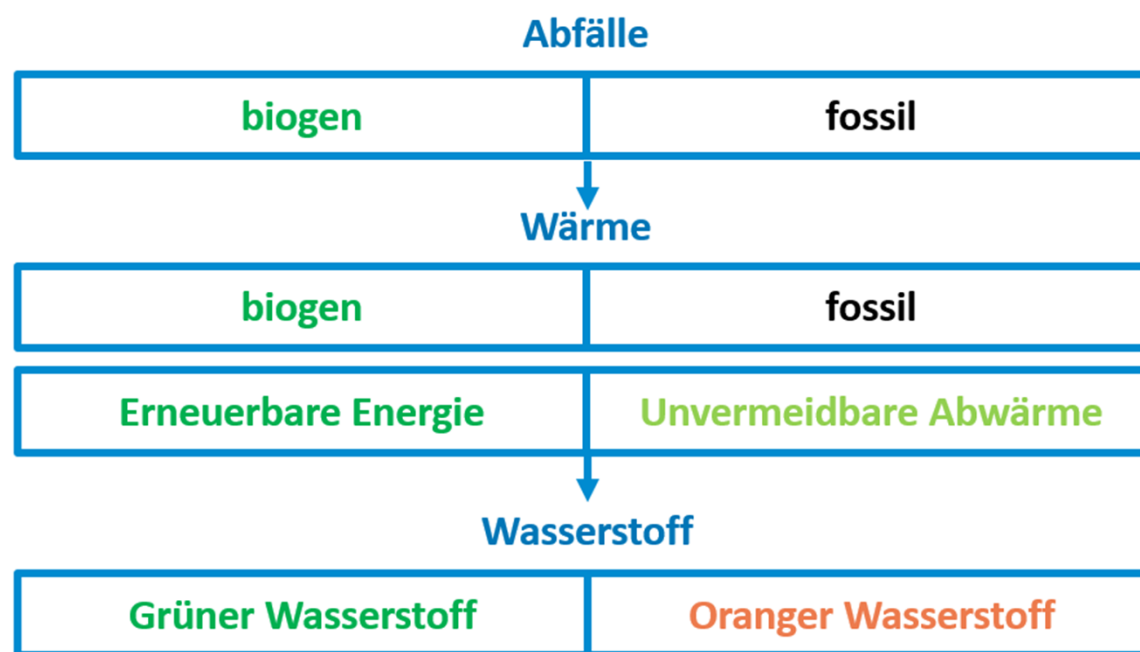 Abfälle
biogen fossil
Wärme
biogen fossil
Erneuerbare Energie Unvermeidbare Abwärme
Wasserstoff
Grüner Wasserstoff Oranger Wasserstoff